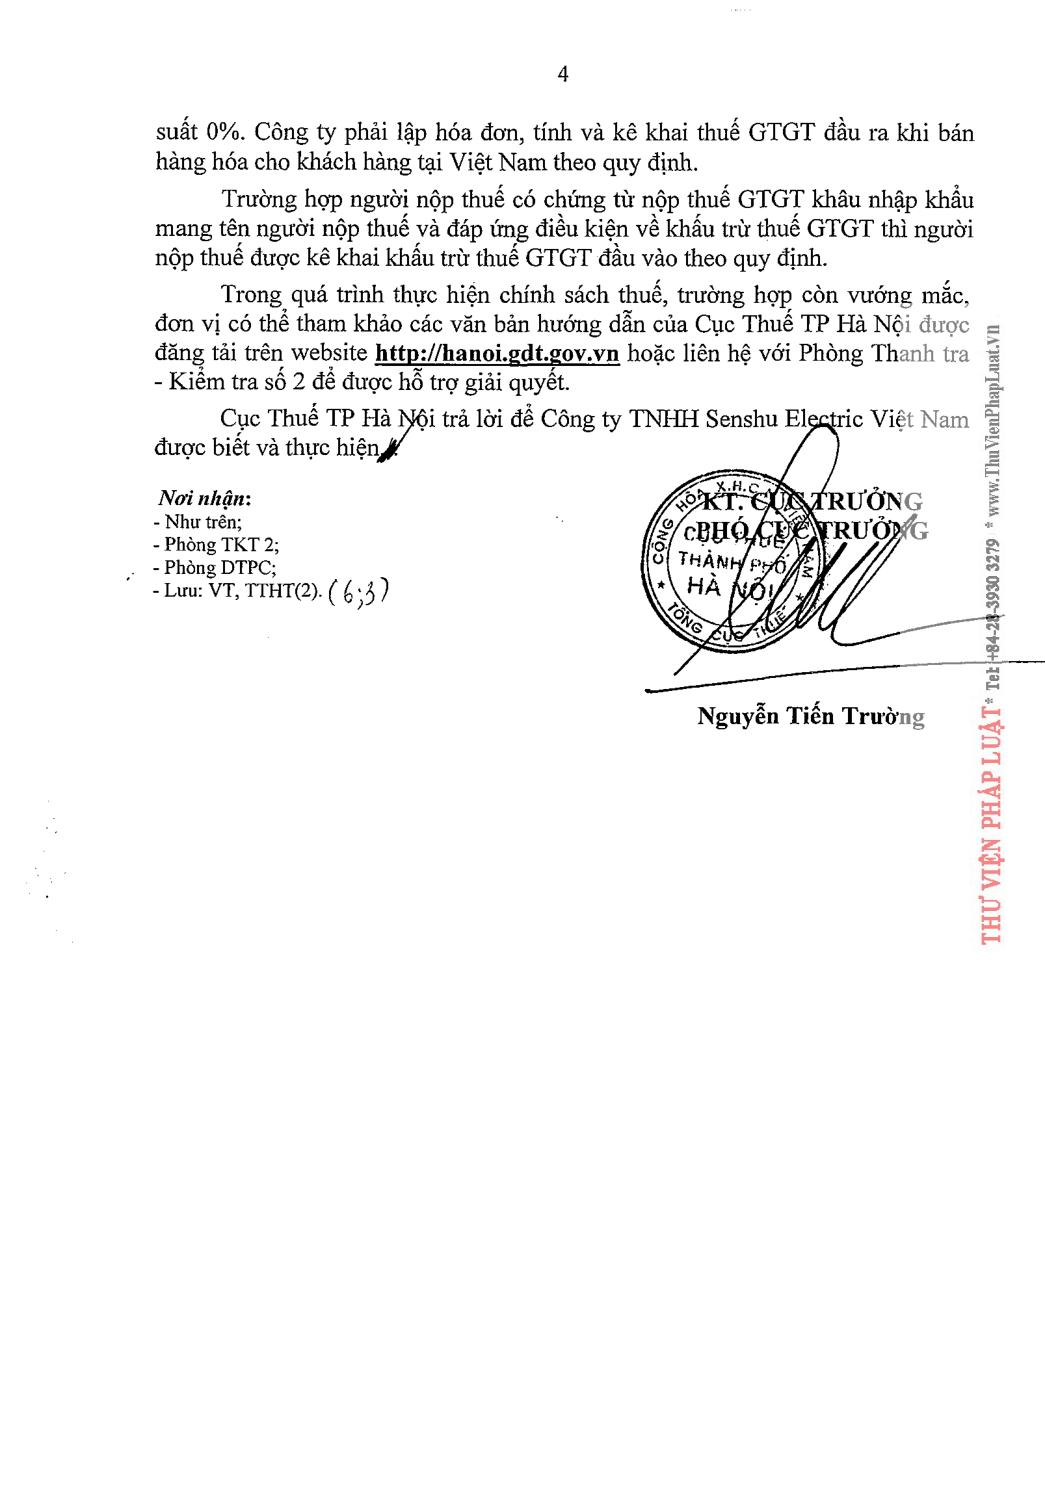 4
suất 0%. Công ty phải lập hóa đơn, tính và kê khai thuế GTGT đầu ra khi bán
hàng hóa cho khách hàng tại Việt Nam theo quy định.
Trường hợp người nộp thuế có chứng từ nộp thuế GTGT khâu nhập khẩu
mang tên người nộp thuế và đáp ứng điều kiện về khấu trừ thuế GTGT thì người
nộp thuế được kê khai khấu trừ thuế GTGT đầu vào theo quy định.
Trong quá trình thực hiện chính sách thuế, trường hợp còn vướng mắc,
đơn vị có thể tham khảo các văn bản hướng dẫn của Cục Thuế TP Hà Nội được
đăng tải trên website http://hanoi.gdt.gov.vn hoặc liên hệ với Phòng Thanh tra
- Kiểm tra số 2 để được hỗ trợ giải quyết.
Cục Thuế TP Hà Nội trả lời để Công ty TNHH Senshu Electric Việt Nam
được biết và thực hiện
Nơi nhận:
- Như trên;
- Phòng TKT 2;
- Phòng DTPC;
- Lưu: VT, TTHT(2). (6;3)
KT. CỤC TRƯỞNG
PHÓ CỤC TRƯỞNG
CỘNG HÒA X.H.C.N VIỆT NAM
CỤC THUẾ
THÀNH PHỐ
HÀ NỘI
★ TỔNG CỤC THUẾ ★
Nguyễn Tiến Trường
THƯ VIỆN PHÁP LUẬT * Tel: +84-28-3930 3279 * www.ThuVienPhapLuat.vn